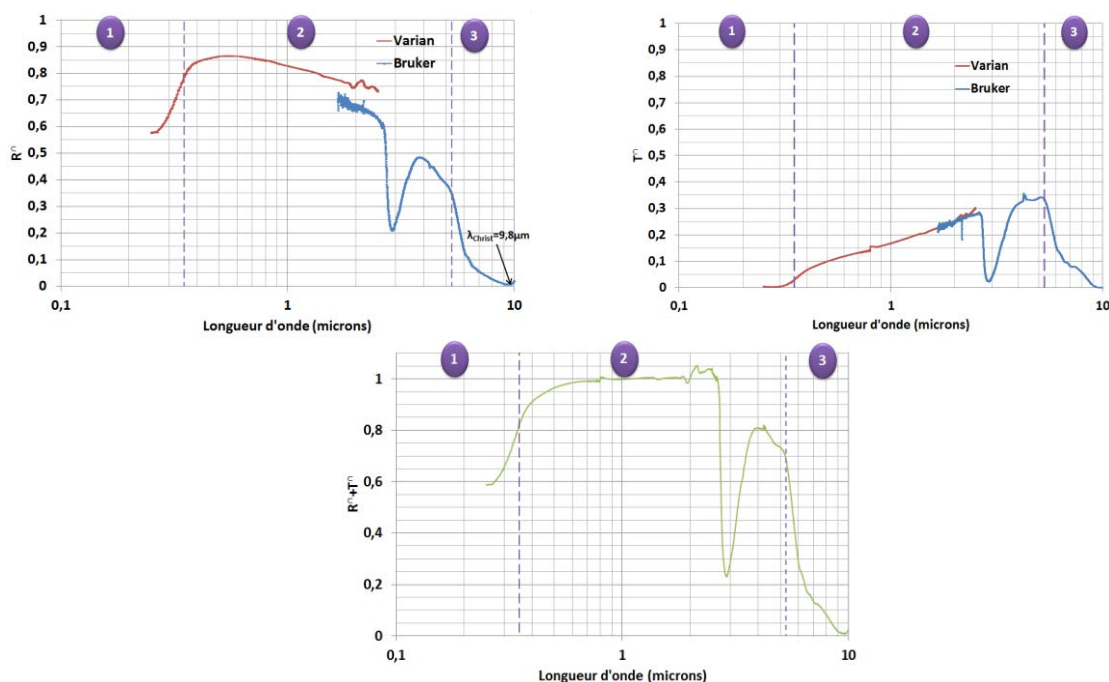 1 2 3
1
0,9
0,8
0,7
0,6
0,5
0,4
0,3
0,2
0,1
0
R∩
Varian
Bruker
λChrist=9,8µm
0,1 1 10
Longueur d'onde (microns)
1 2 3
1
0,9
0,8
0,7
0,6
0,5
0,4
0,3
0,2
0,1
0
T∩
Varian
Bruker
0,1 1 10
Longueur d'onde (microns)
1 2 3
1
0,8
0,6
0,4
0,2
0
R∩+T∩
0,1 1 10
Longueur d'onde (microns)